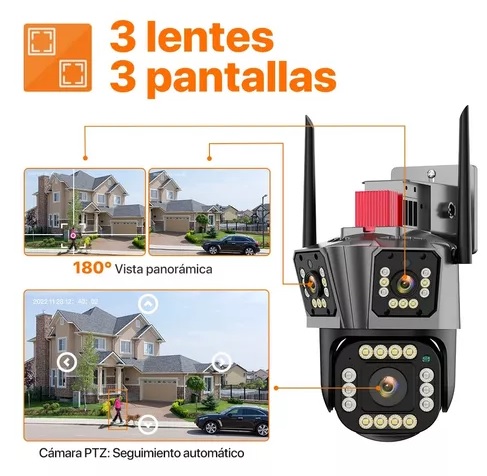 3 lentes
3 pantallas
180° Vista panorámica
Cámara PTZ: Seguimiento automático